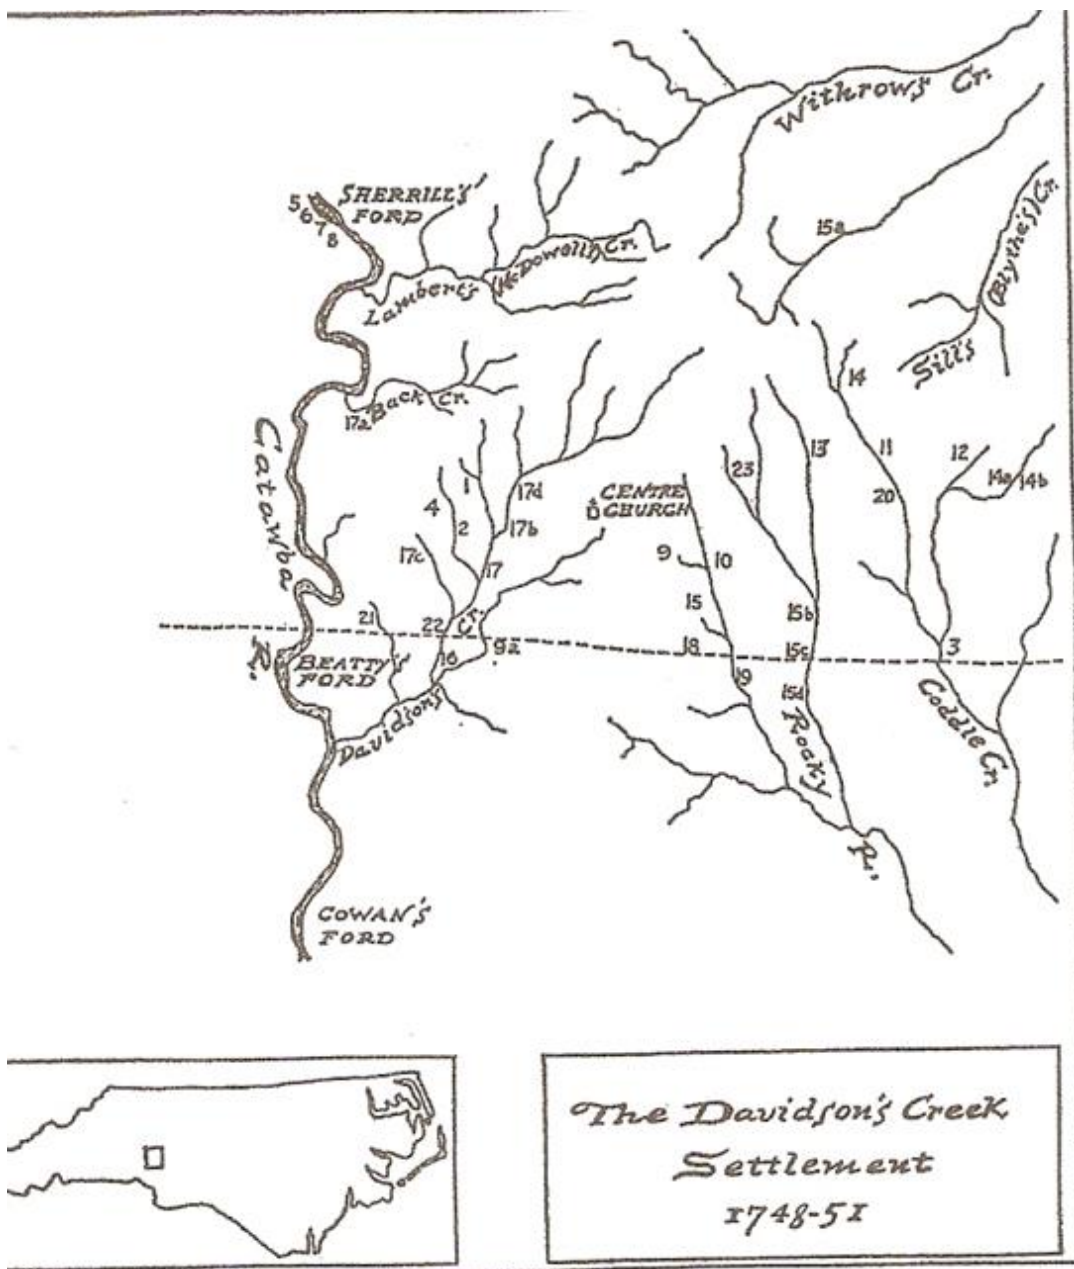 Withrow's Cr.
SHERRILL'S
FORD
5
6
7
8
15a
Lambert's (McDowell's) Cr.
Sill's (Blythe's) Cr.
14
17a Back Cr.
Catawba R.
13
11
12
23
1
17d
4
CENTRE
CHURCH
20
14a
14b
2
17b
17c
9
10
17
15
15b
21
22
Cr.
9a
18
15c
3
BEATTY'S
FORD
16
19
15d
Davidson's
Rocky
R.
Coddle Cr.
COWAN'S
FORD
The Davidson's Creek
Settlement
1748-51